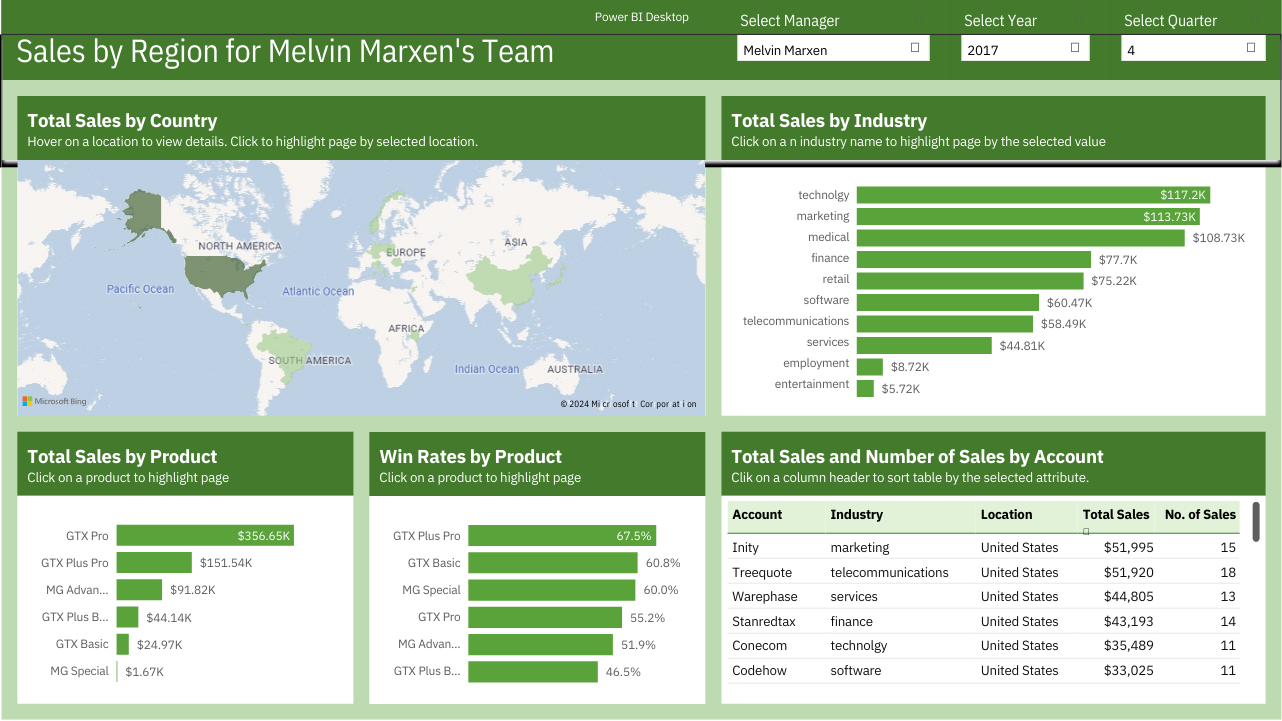 Power BI Desktop
Select Manager
Select Year
Select Quarter
Sales by Region for Melvin Marxen's Team
Melvin Marxen
2017
4
Total Sales by Country
Hover on a location to view details. Click to highlight page by selected location.
NORTH AMERICA
EUROPE
ASIA
Pacific Ocean
Atlantic Ocean
AFRICA
SOUTH AMERICA
Indian Ocean
AUSTRALIA
Microsoft Bing
© 2024 Microsoft Corporation
Total Sales by Industry
Click on a n industry name to highlight page by the selected value
technolgy $117.2K
marketing $113.73K
medical $108.73K
finance $77.7K
retail $75.22K
software $60.47K
telecommunications $58.49K
services $44.81K
employment $8.72K
entertainment $5.72K
Total Sales by Product
Click on a product to highlight page
GTX Pro $356.65K
GTX Plus Pro $151.54K
MG Advan... $91.82K
GTX Plus B... $44.14K
GTX Basic $24.97K
MG Special $1.67K
Win Rates by Product
Click on a product to highlight page
GTX Plus Pro 67.5%
GTX Basic 60.8%
MG Special 60.0%
GTX Pro 55.2%
MG Advan... 51.9%
GTX Plus B... 46.5%
Total Sales and Number of Sales by Account
Clik on a column header to sort table by the selected attribute.
Account Industry Location Total Sales No. of Sales
Inity marketing United States $51,995 15
Treequote telecommunications United States $51,920 18
Warephase services United States $44,805 13
Stanredtax finance United States $43,193 14
Conecom technolgy United States $35,489 11
Codehow software United States $33,025 11